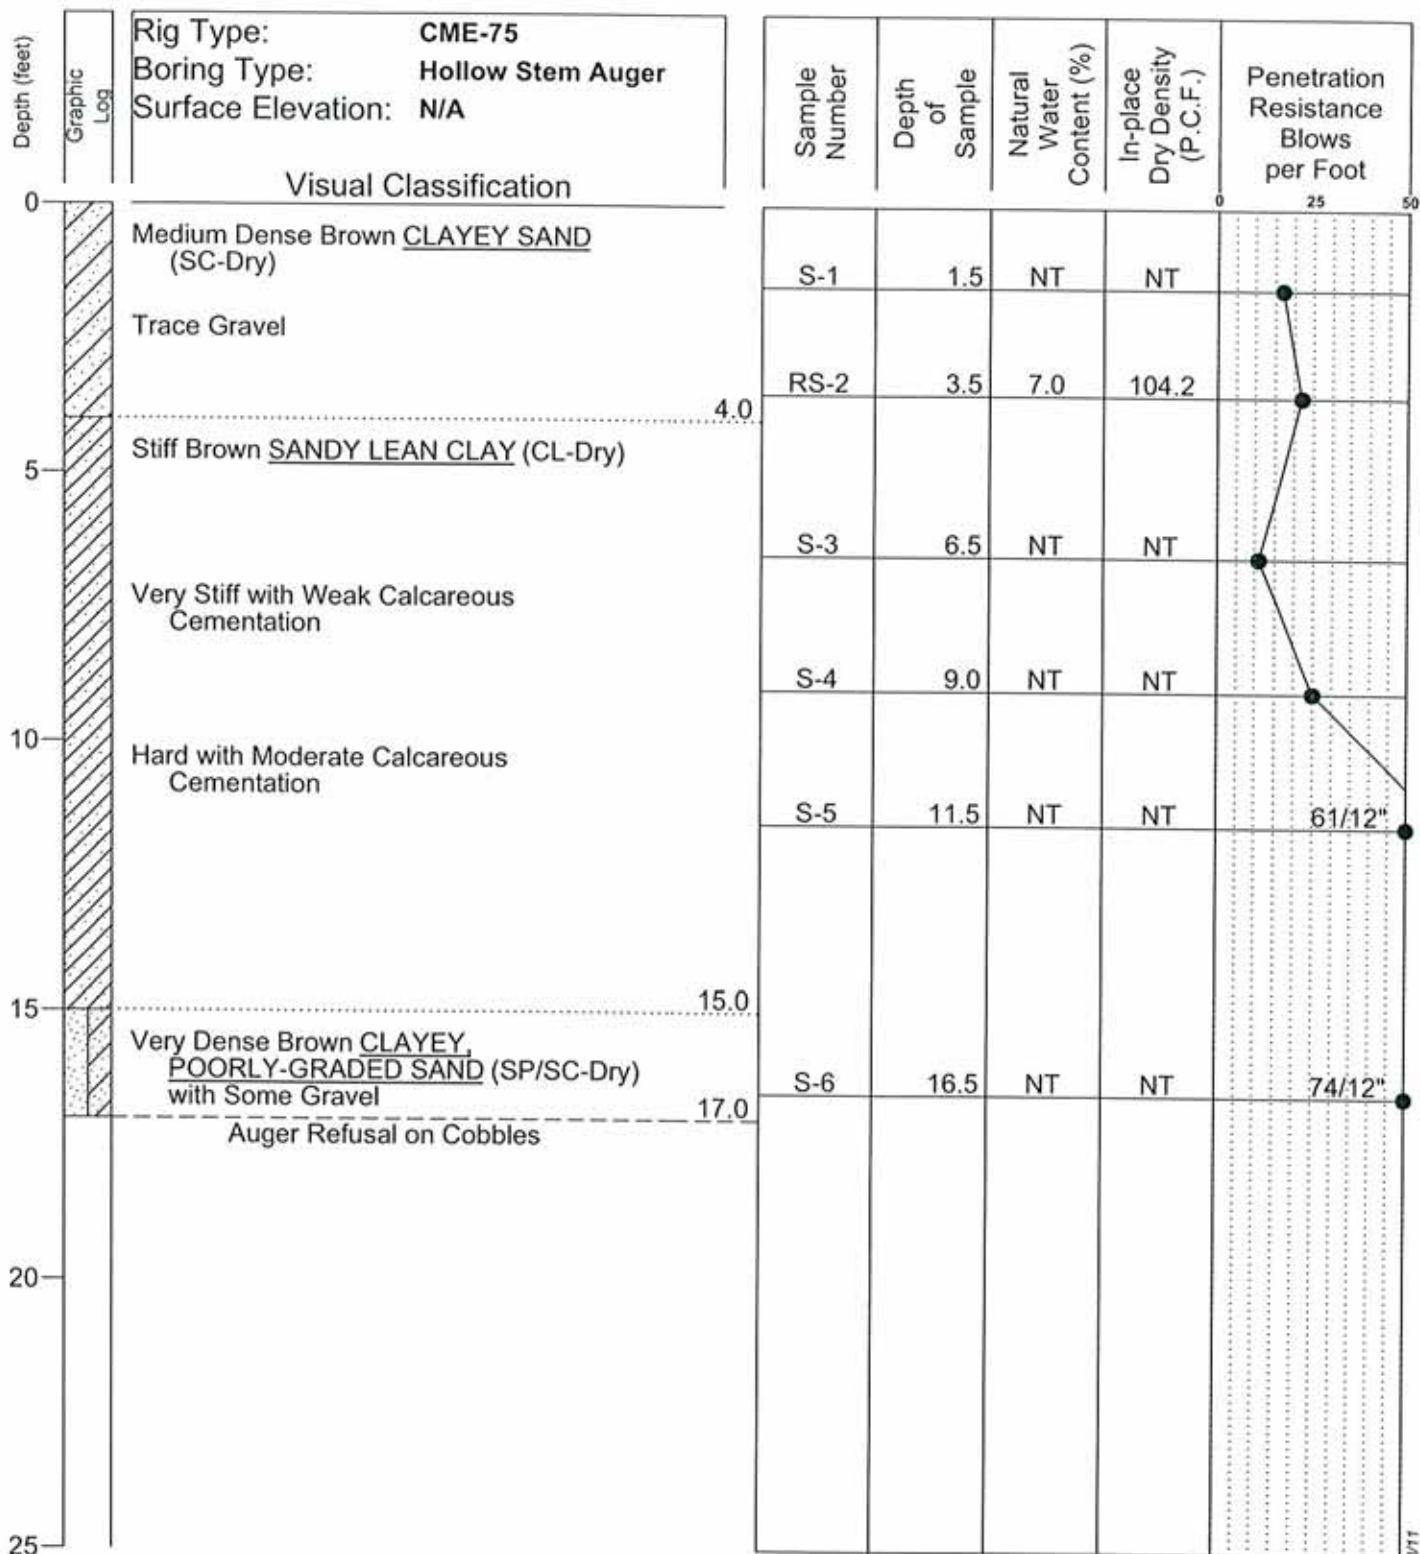 Depth (feet)
Graphic
Log
Rig Type: CME-75
Boring Type: Hollow Stem Auger
Surface Elevation: N/A
Visual Classification
Sample
Number
Depth
of
Sample
Natural
Water
Content (%)
In-place
Dry Density
(P.C.F.)
Penetration
Resistance
Blows
per Foot
0 25 50
0
Medium Dense Brown CLAYEY SAND
(SC-Dry)
S-1 1.5 NT NT
Trace Gravel
RS-2 3.5 7.0 104.2
4.0
Stiff Brown SANDY LEAN CLAY (CL-Dry)
5
S-3 6.5 NT NT
Very Stiff with Weak Calcareous
Cementation
S-4 9.0 NT NT
10
Hard with Moderate Calcareous
Cementation
S-5 11.5 NT NT 61/12"
15.0
15
Very Dense Brown CLAYEY,
POORLY-GRADED SAND (SP/SC-Dry)
with Some Gravel
S-6 16.5 NT NT 74/12"
17.0
Auger Refusal on Cobbles
20
25